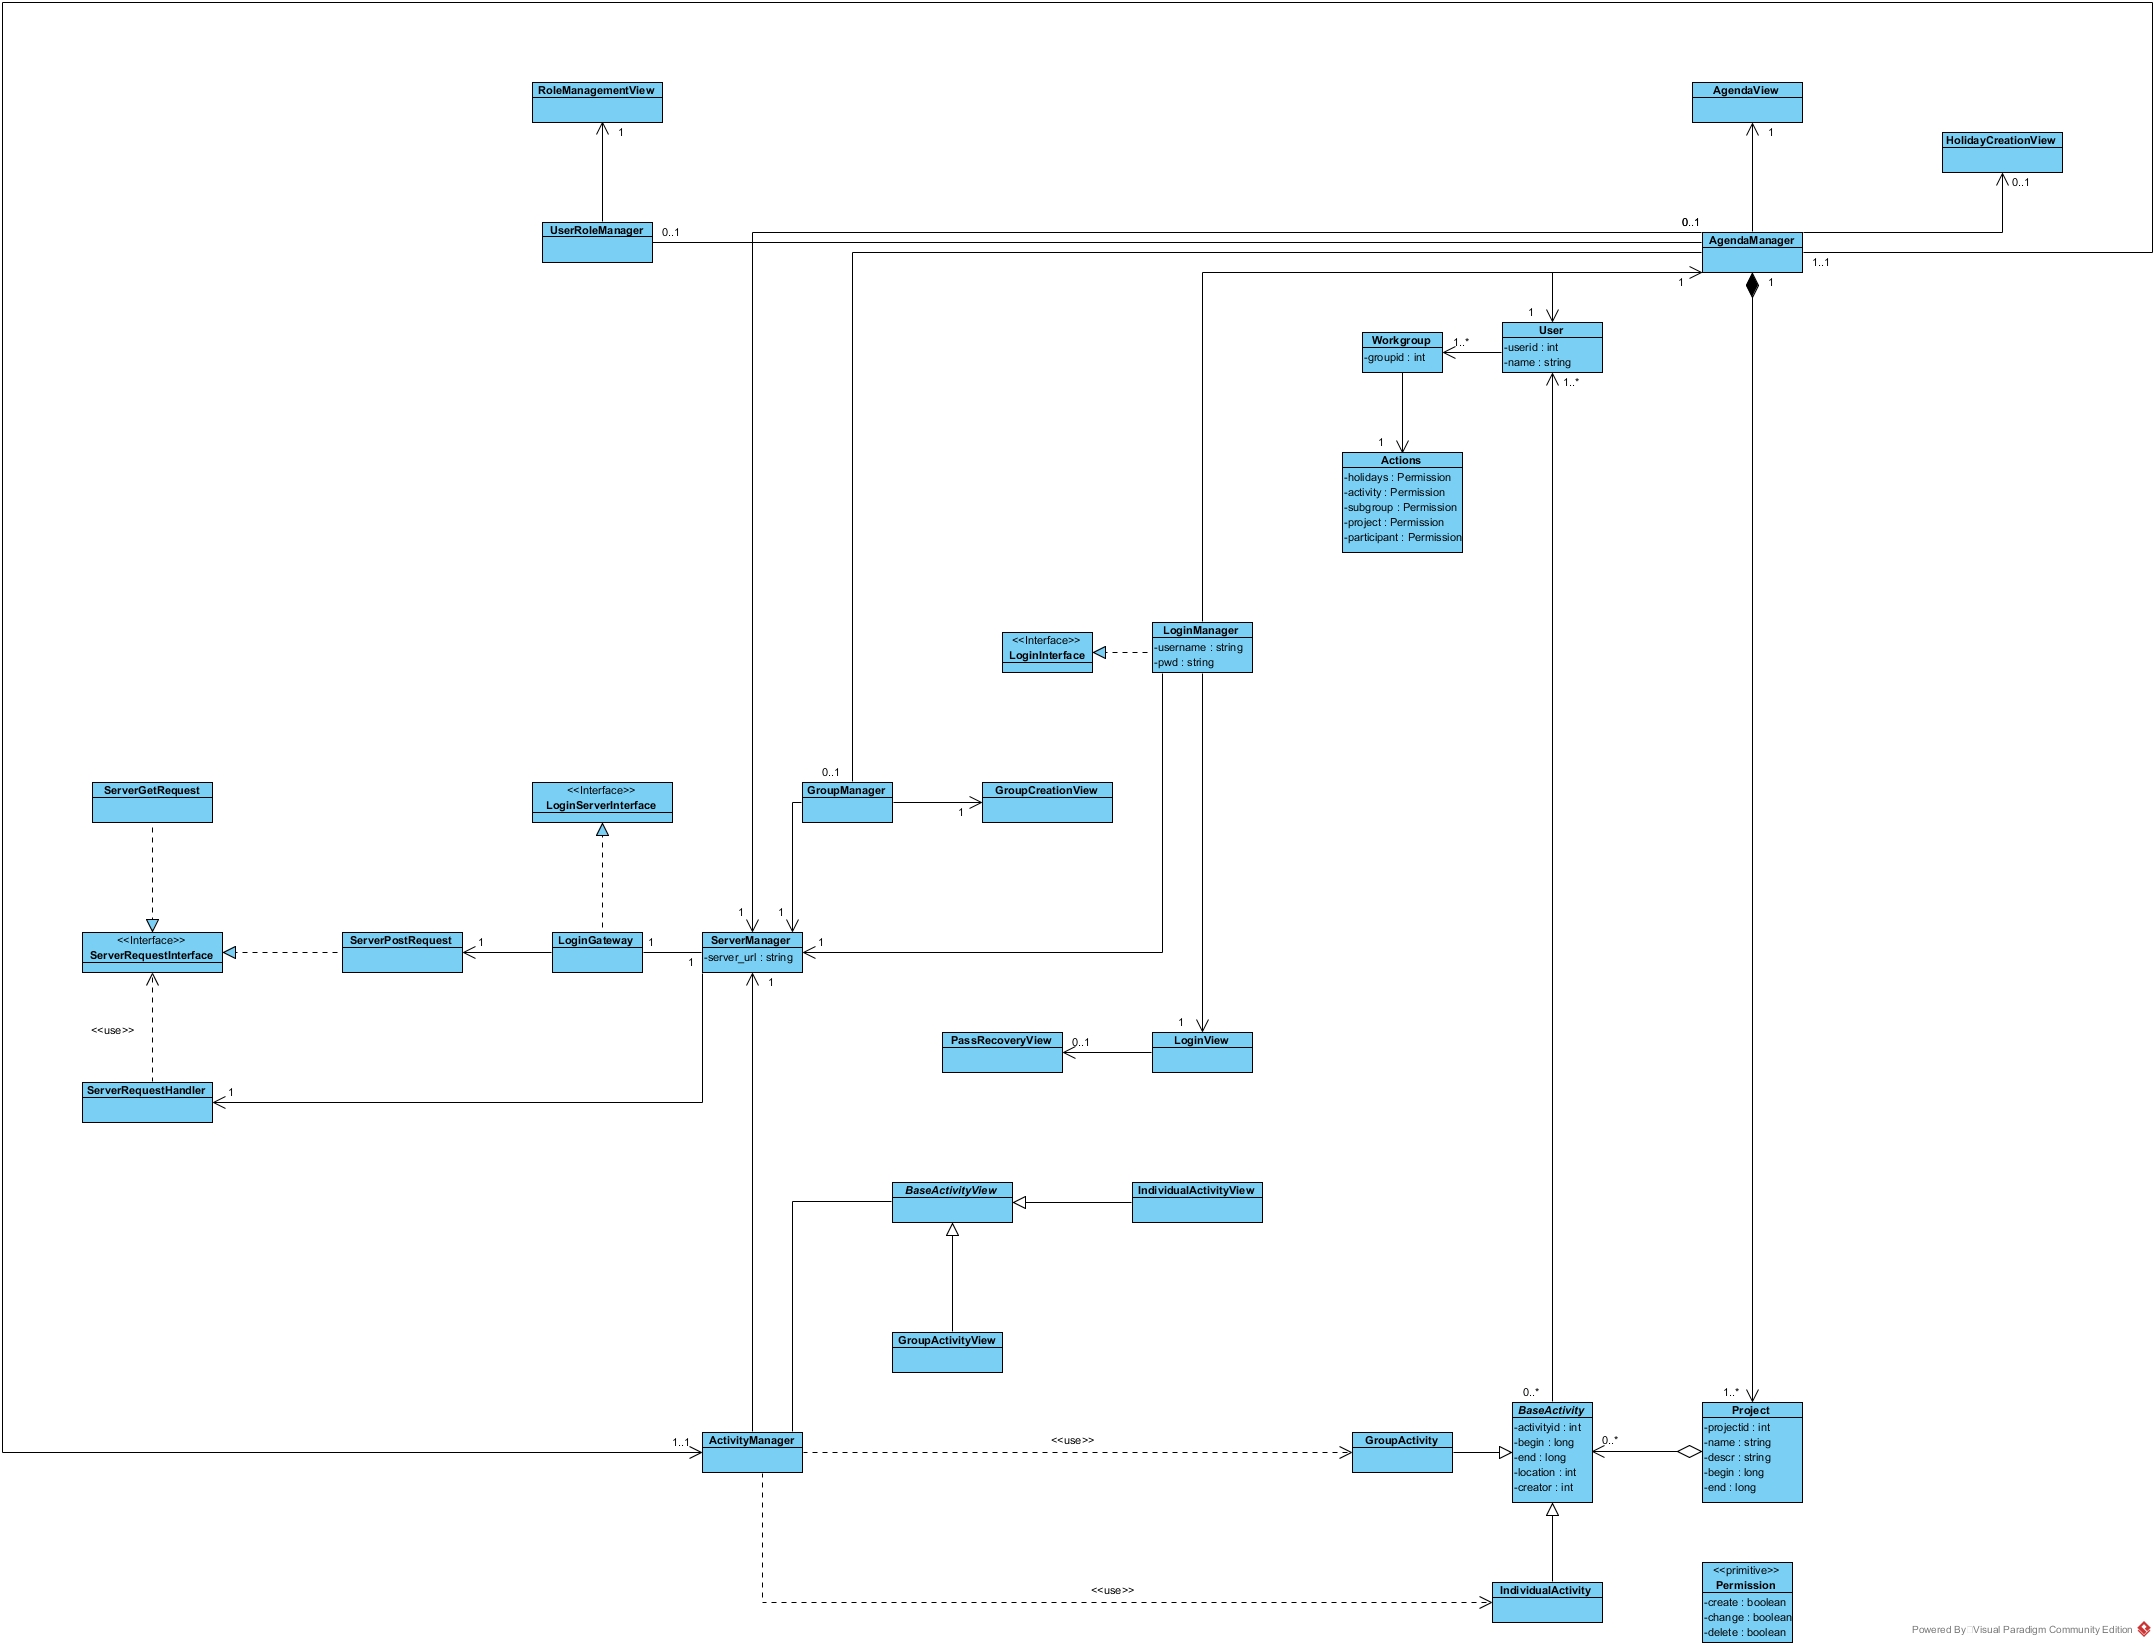 RoleManagementView
1
AgendaView
1
HolidayCreationView
0..1
UserRoleManager
0..1
0..1
AgendaManager
1..1
1
1
1
User
-userid : int
-name : string
1..*
1..*
Workgroup
-groupid : int
1
Actions
-holidays : Permission
-activity : Permission
-subgroup : Permission
-project : Permission
-participant : Permission
<<Interface>>
LoginInterface
LoginManager
-username : string
-pwd : string
0..1
ServerGetRequest
<<Interface>>
LoginServerInterface
GroupManager
1
GroupCreationView
1
1
<<Interface>>
ServerRequestInterface
ServerPostRequest
1
LoginGateway
1
1
ServerManager
-server_url : string
1
1
<<use>>
ServerRequestHandler
1
PassRecoveryView
0..1
1
LoginView
BaseActivityView
IndividualActivityView
GroupActivityView
0..*
1..*
1..1
ActivityManager
<<use>>
GroupActivity
BaseActivity
-activityid : int
-begin : long
-end : long
-location : int
-creator : int
0..*
Project
-projectid : int
-name : string
-descr : string
-begin : long
-end : long
<<use>>
IndividualActivity
<<primitive>>
Permission
-create : boolean
-change : boolean
-delete : boolean
Powered By Visual Paradigm Community Edition